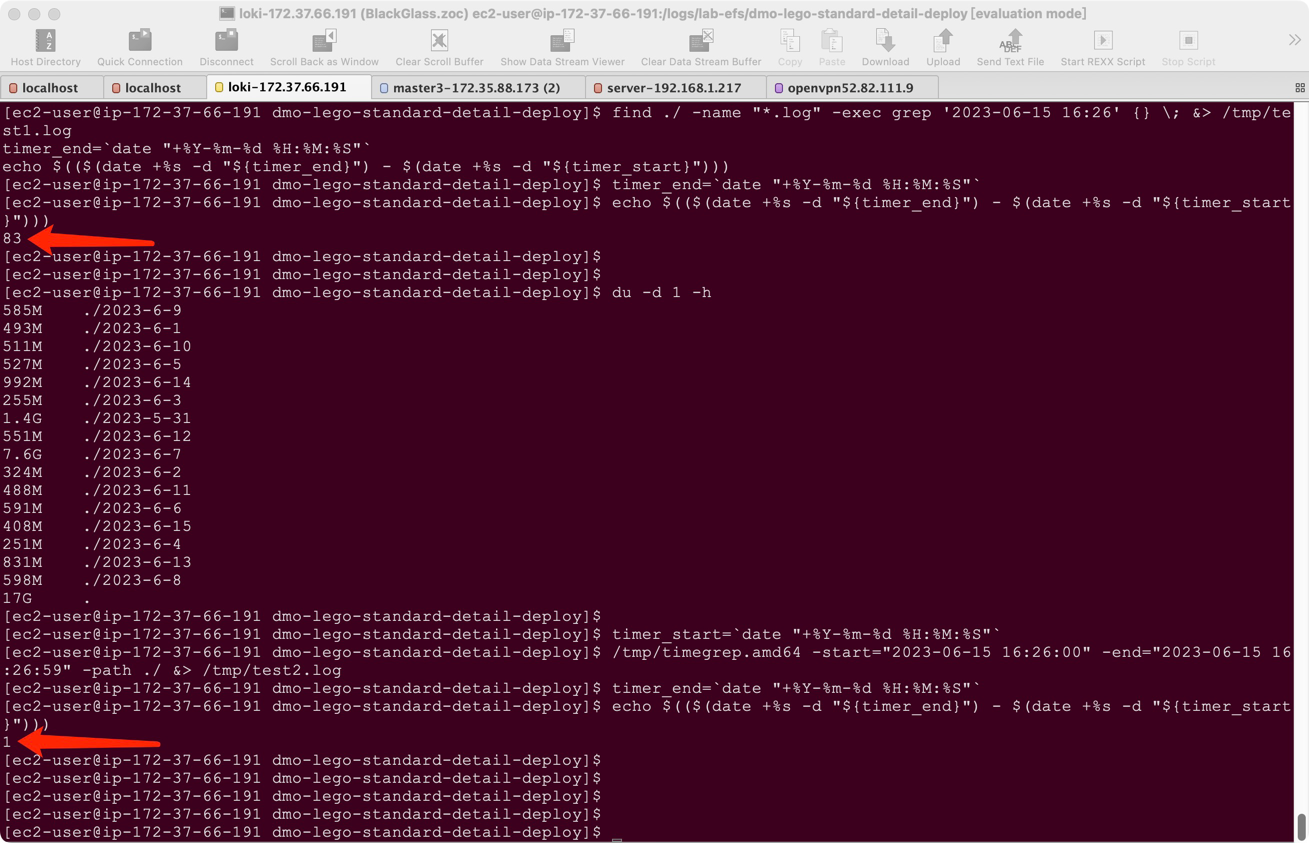 loki-172.37.66.191 (BlackGlass.zoc) ec2-user@ip-172-37-66-191:/logs/lab-efs/dmo-lego-standard-detail-deploy [evaluation mode]
Host Directory Quick Connection Disconnect Scroll Back as Window Clear Scroll Buffer Show Data Stream Viewer Clear Data Stream Buffer Copy Paste Download Upload Send Text File Start REXX Script Stop Script
localhost localhost loki-172.37.66.191 master3-172.35.88.173 (2) server-192.168.1.217 openvpn52.82.111.9
[ec2-user@ip-172-37-66-191 dmo-lego-standard-detail-deploy]$ find ./ -name "*.log" -exec grep '2023-06-15 16:26' {} \; &> /tmp/te
st1.log
timer_end=`date "+%Y-%m-%d %H:%M:%S"`
echo $(($(date +%s -d "${timer_end}") - $(date +%s -d "${timer_start}")))
[ec2-user@ip-172-37-66-191 dmo-lego-standard-detail-deploy]$ timer_end=`date "+%Y-%m-%d %H:%M:%S"`
[ec2-user@ip-172-37-66-191 dmo-lego-standard-detail-deploy]$ echo $(($(date +%s -d "${timer_end}") - $(date +%s -d "${timer_start
}")))
83
[ec2-user@ip-172-37-66-191 dmo-lego-standard-detail-deploy]$
[ec2-user@ip-172-37-66-191 dmo-lego-standard-detail-deploy]$
[ec2-user@ip-172-37-66-191 dmo-lego-standard-detail-deploy]$ du -d 1 -h
585M ./2023-6-9
493M ./2023-6-1
511M ./2023-6-10
527M ./2023-6-5
992M ./2023-6-14
255M ./2023-6-3
1.4G ./2023-5-31
551M ./2023-6-12
7.6G ./2023-6-7
324M ./2023-6-2
488M ./2023-6-11
591M ./2023-6-6
408M ./2023-6-15
251M ./2023-6-4
831M ./2023-6-13
598M ./2023-6-8
17G .
[ec2-user@ip-172-37-66-191 dmo-lego-standard-detail-deploy]$
[ec2-user@ip-172-37-66-191 dmo-lego-standard-detail-deploy]$ timer_start=`date "+%Y-%m-%d %H:%M:%S"`
[ec2-user@ip-172-37-66-191 dmo-lego-standard-detail-deploy]$ /tmp/timegrep.amd64 -start="2023-06-15 16:26:00" -end="2023-06-15 16
:26:59" -path ./ &> /tmp/test2.log
[ec2-user@ip-172-37-66-191 dmo-lego-standard-detail-deploy]$ timer_end=`date "+%Y-%m-%d %H:%M:%S"`
[ec2-user@ip-172-37-66-191 dmo-lego-standard-detail-deploy]$ echo $(($(date +%s -d "${timer_end}") - $(date +%s -d "${timer_start
}")))
1
[ec2-user@ip-172-37-66-191 dmo-lego-standard-detail-deploy]$
[ec2-user@ip-172-37-66-191 dmo-lego-standard-detail-deploy]$
[ec2-user@ip-172-37-66-191 dmo-lego-standard-detail-deploy]$
[ec2-user@ip-172-37-66-191 dmo-lego-standard-detail-deploy]$
[ec2-user@ip-172-37-66-191 dmo-lego-standard-detail-deploy]$